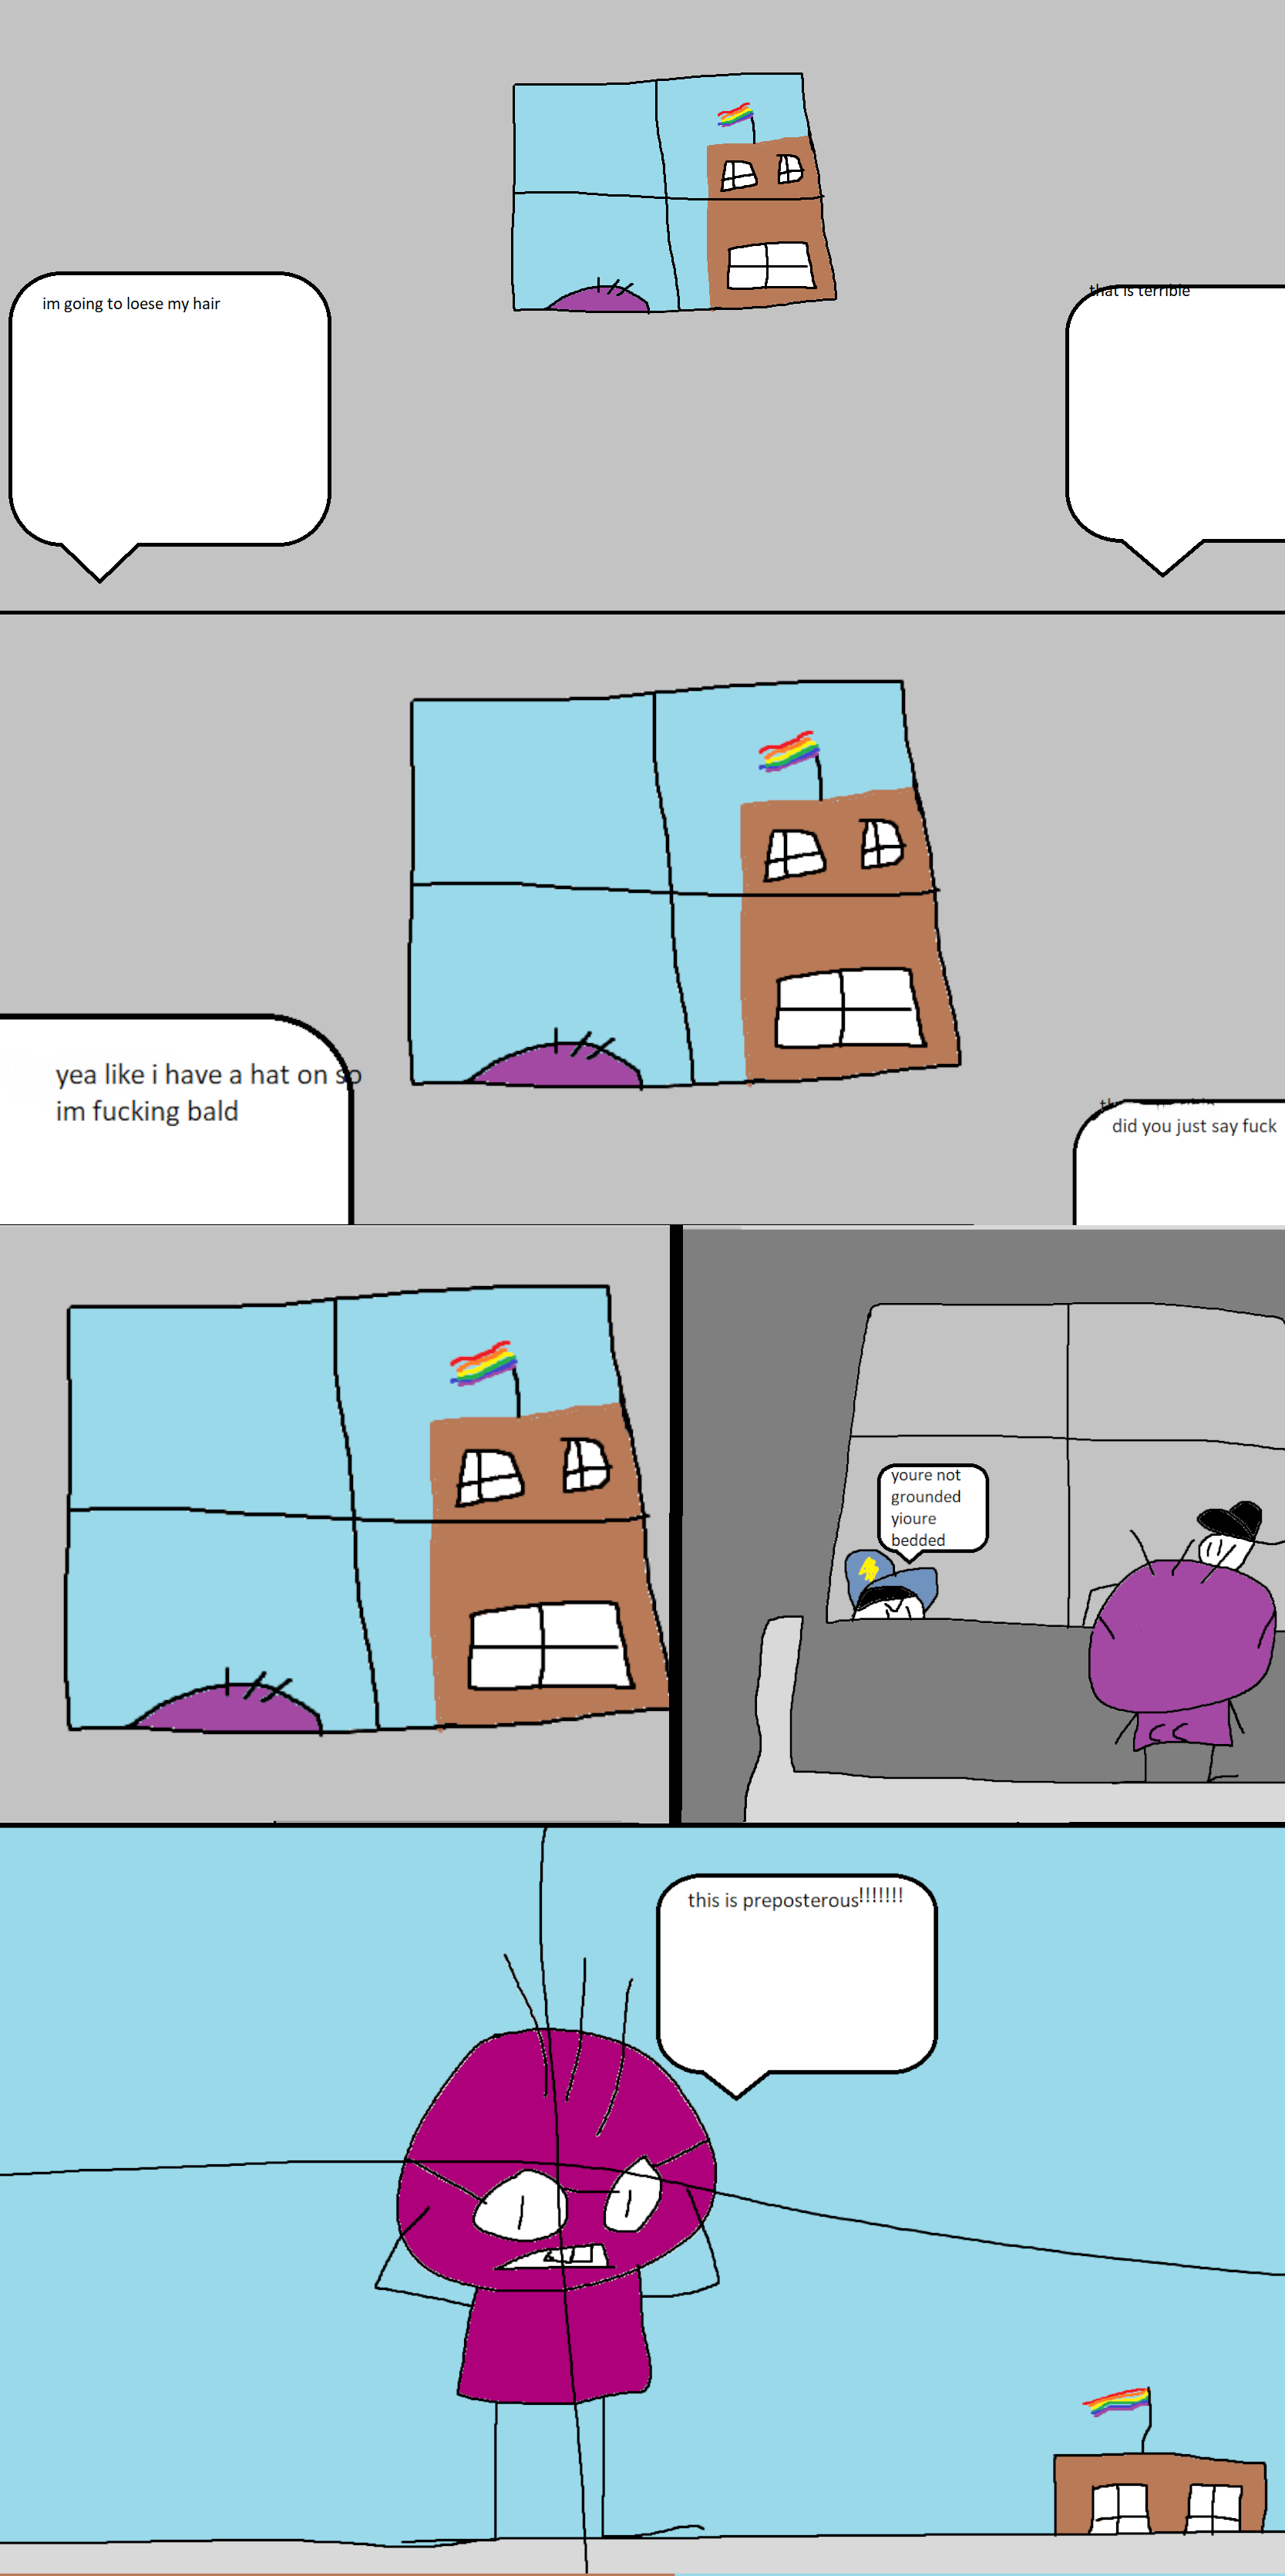 im going to loese my hair
that is terrible
yea like i have a hat on so
im fucking bald
did you just say fuck
youre not
grounded
yioure
bedded
this is preposterous!!!!!!!